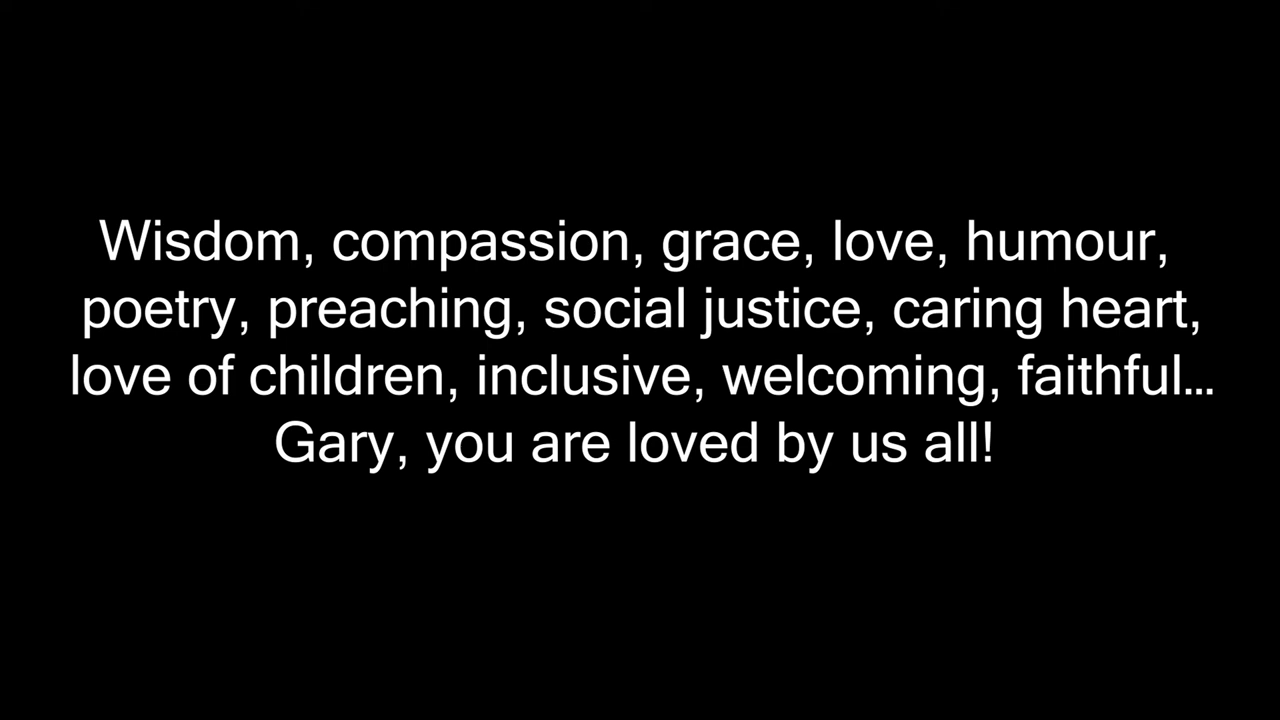 Wisdom, compassion, grace, love, humour,
poetry, preaching, social justice, caring heart,
love of children, inclusive, welcoming, faithful...
Gary, you are loved by us all!